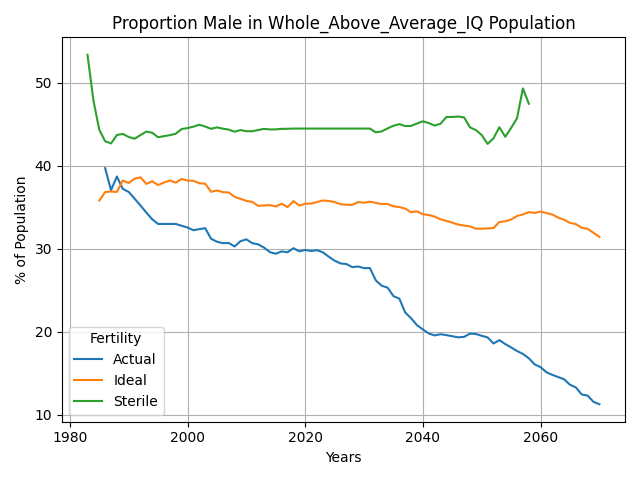 Proportion Male in Whole_Above_Average_IQ Population
% of Population
50
40
30
20
10
Fertility
Actual
Ideal
Sterile
1980
2000
2020
2040
2060
Years